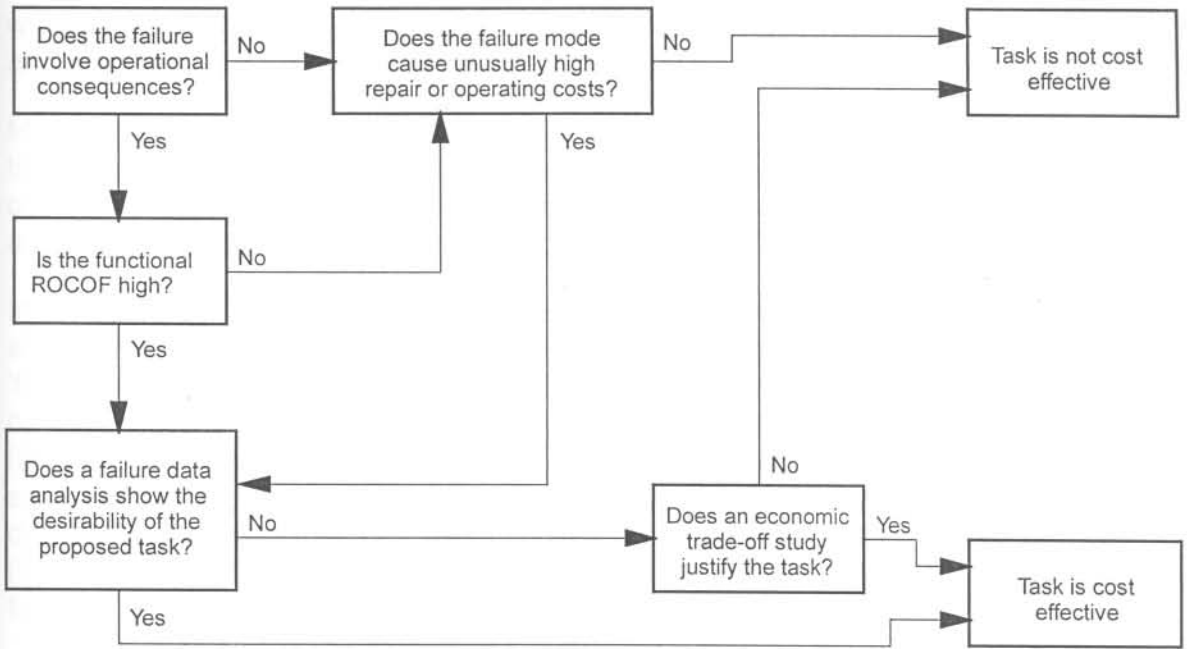 Does the failure
involve operational
consequences?
No
Does the failure mode
cause unusually high
repair or operating costs?
No
Task is not cost
effective
Yes
Yes
Is the functional
ROCOF high?
No
Yes
Does a failure data
analysis show the
desirability of the
proposed task?
No
No
Does an economic
trade-off study
justify the task?
Yes
Task is cost
effective
Yes